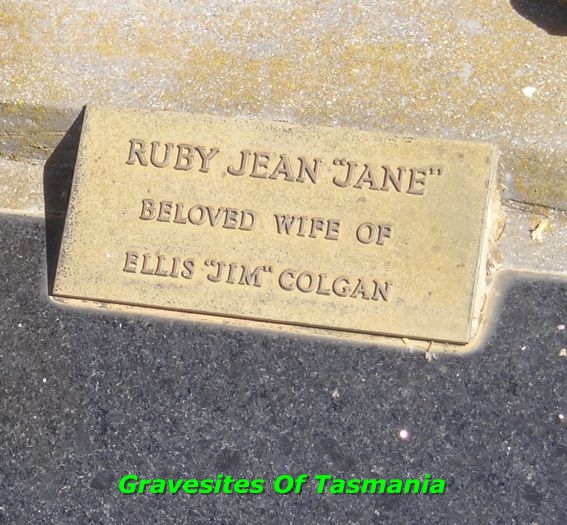 RUBY JEAN "JANE"
BELOVED WIFE OF
ELLIS "JIM" COLGAN
Gravesites Of Tasmania